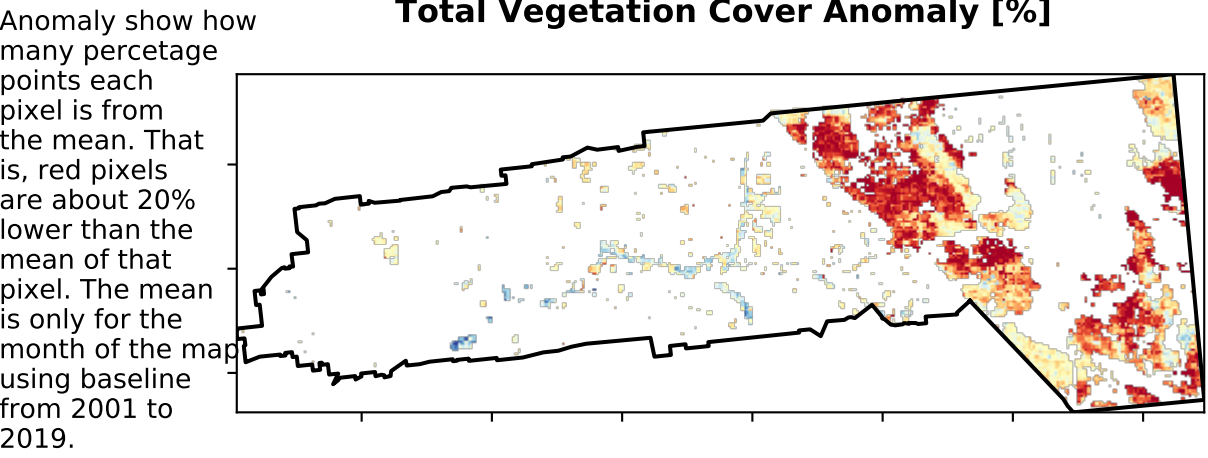 Total Vegetation Cover Anomaly [%]
Anomaly show how
many percetage
points each
pixel is from
the mean. That
is, red pixels
are about 20%
lower than the
mean of that
pixel. The mean
is only for the
month of the map
using baseline
from 2001 to
2019.